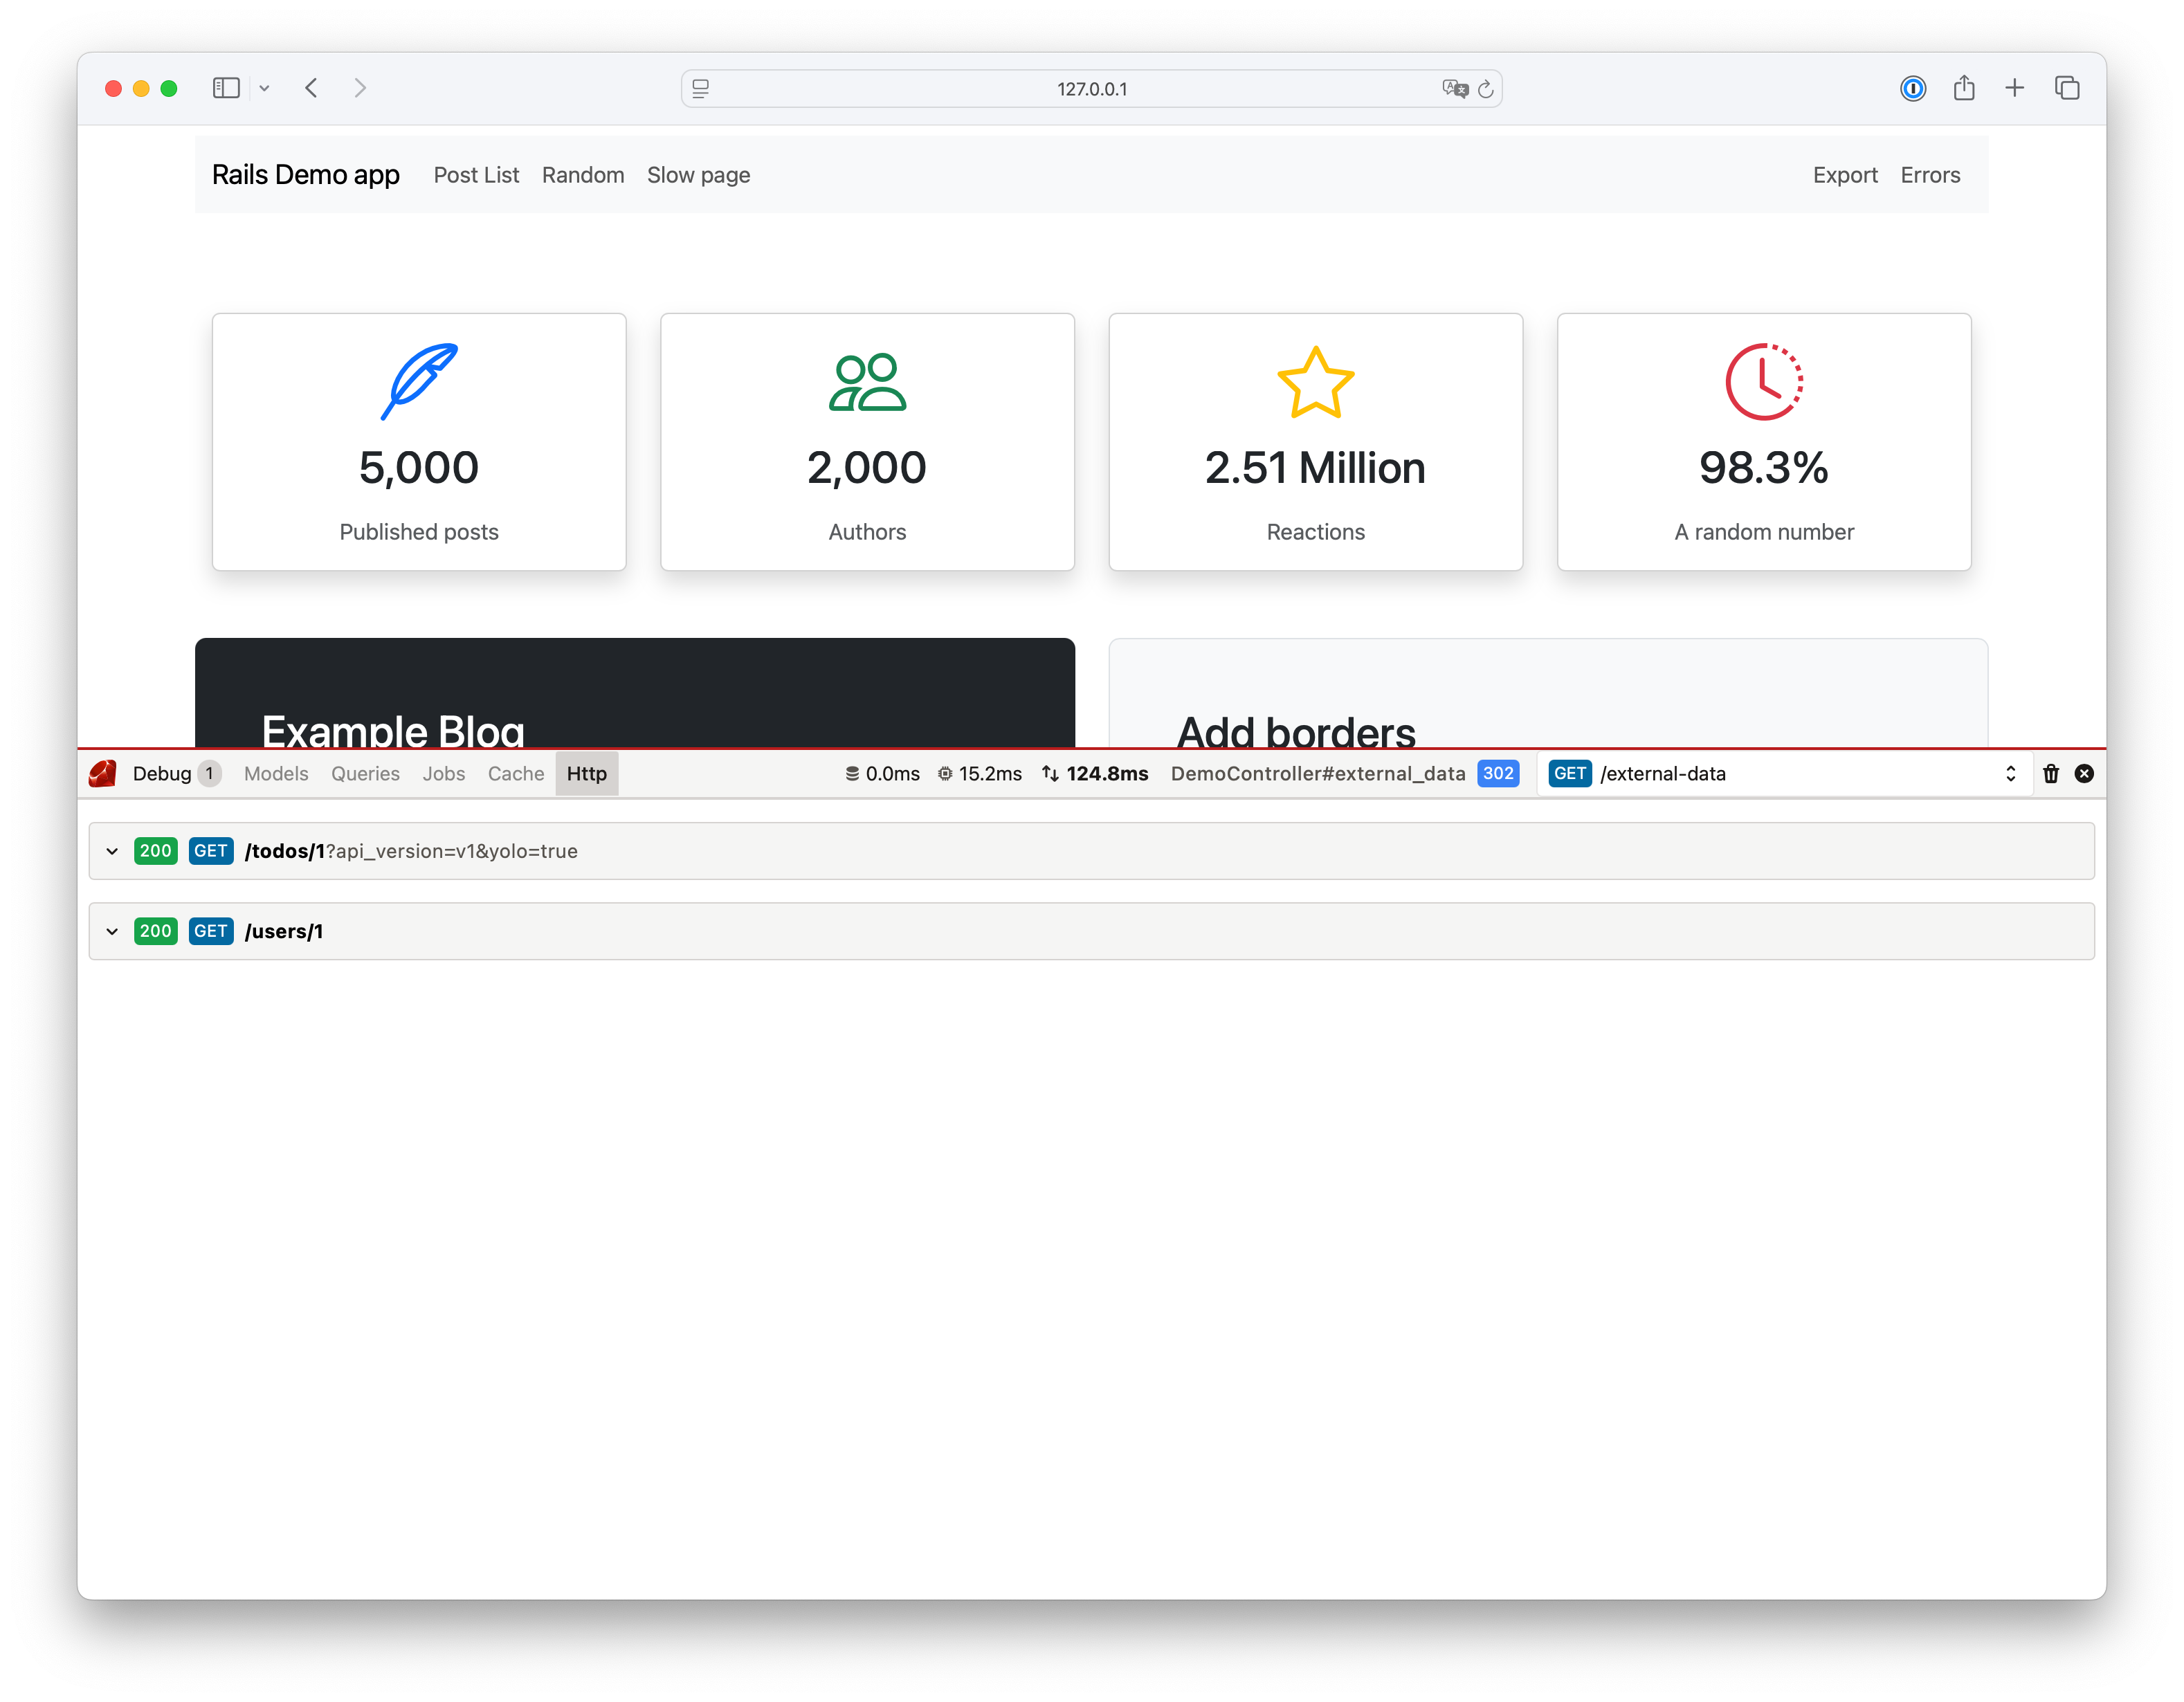 127.0.0.1
Rails Demo app Post List Random Slow page Export Errors
5,000
Published posts
2,000
Authors
2.51 Million
Reactions
98.3%
A random number
Example Blog
Add borders
Debug 1 Models Queries Jobs Cache Http 0.0ms 15.2ms 124.8ms DemoController#external_data 302 GET /external-data
200 GET /todos/1?api_version=v1&yolo=true
200 GET /users/1